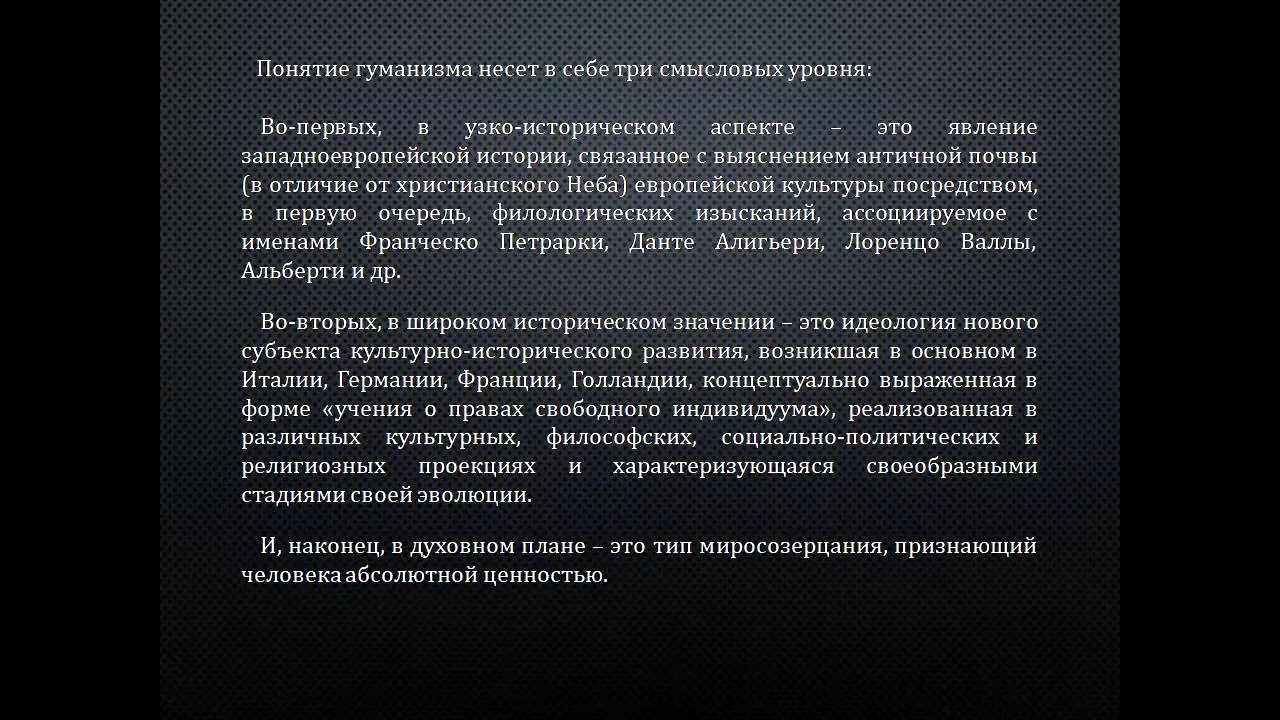 Понятие гуманизма несет в себе три смысловых уровня:
Во-первых, в узко-историческом аспекте – это явление
западноевропейской истории, связанное с выяснением античной почвы
(в отличие от христианского Неба) европейской культуры посредством,
в первую очередь, филологических изысканий, ассоциируемое с
именами Франческо Петрарки, Данте Алигьери, Лоренцо Валлы,
Альберти и др.
Во-вторых, в широком историческом значении – это идеология нового
субъекта культурно-исторического развития, возникшая в основном в
Италии, Германии, Франции, Голландии, концептуально выраженная в
форме «учения о правах свободного индивидуума», реализованная в
различных культурных, философских, социально-политических и
религиозных проекциях и характеризующаяся своеобразными
стадиями своей эволюции.
И, наконец, в духовном плане – это тип миросозерцания, признающий
человека абсолютной ценностью.